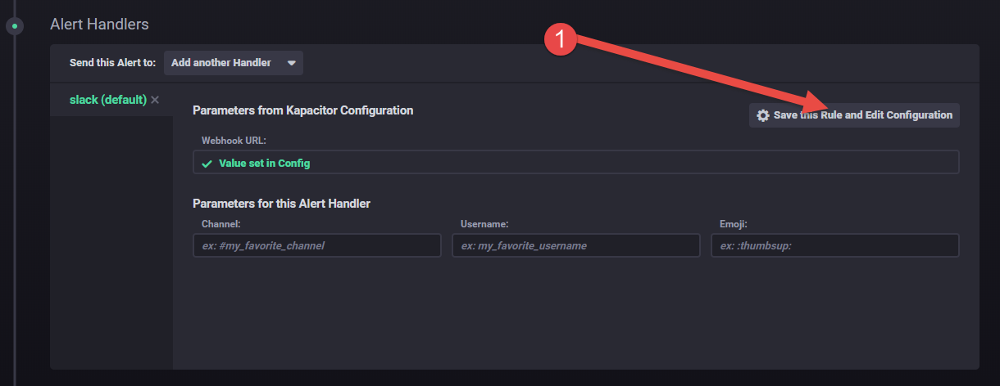 Alert Handlers
1
Send this Alert to: Add another Handler
slack (default)
Parameters from Kapacitor Configuration
Save this Rule and Edit Configuration
Webhook URL:
Value set in Config
Parameters for this Alert Handler
Channel: Username: Emoji:
ex: #my_favorite_channel ex: my_favorite_username ex: :thumbsup: